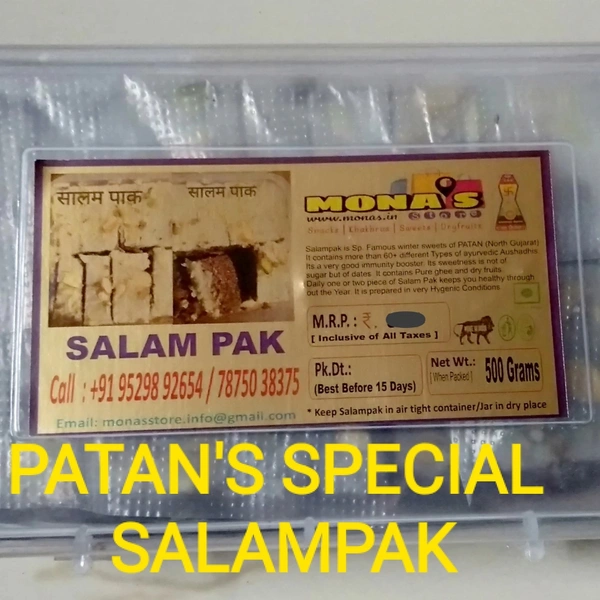 सालम पाक
सालम पाक
SALAM PAK
Call : +91 95298 92654 / 78750 38375
Email: monasstore.info@gmail.com
MONA'S
www.monas.in Store
Snacks | Khakhras | Sweets | Dryfruits
Salampak is Sp. Famous winter sweets of PATAN (North Gujarat)
It contains more than 60+ different Types of ayurvedic Aushadhis
Its a very good immunity booster. Its sweetness is not of
sugar but of dates. It contains Pure ghee and dry fruits.
Daily one or two piece of Salam Pak keeps you healthy through
out the Year. It is prepared in very Hygenic Conditions
M.R.P. : ₹.
[ Inclusive of All Taxes ]
Pk.Dt.:
(Best Before 15 Days)
Net Wt.: 500 Grams
[When Packed]
* Keep Salampak in air tight container/Jar in dry place
PATAN'S SPECIAL
SALAMPAK